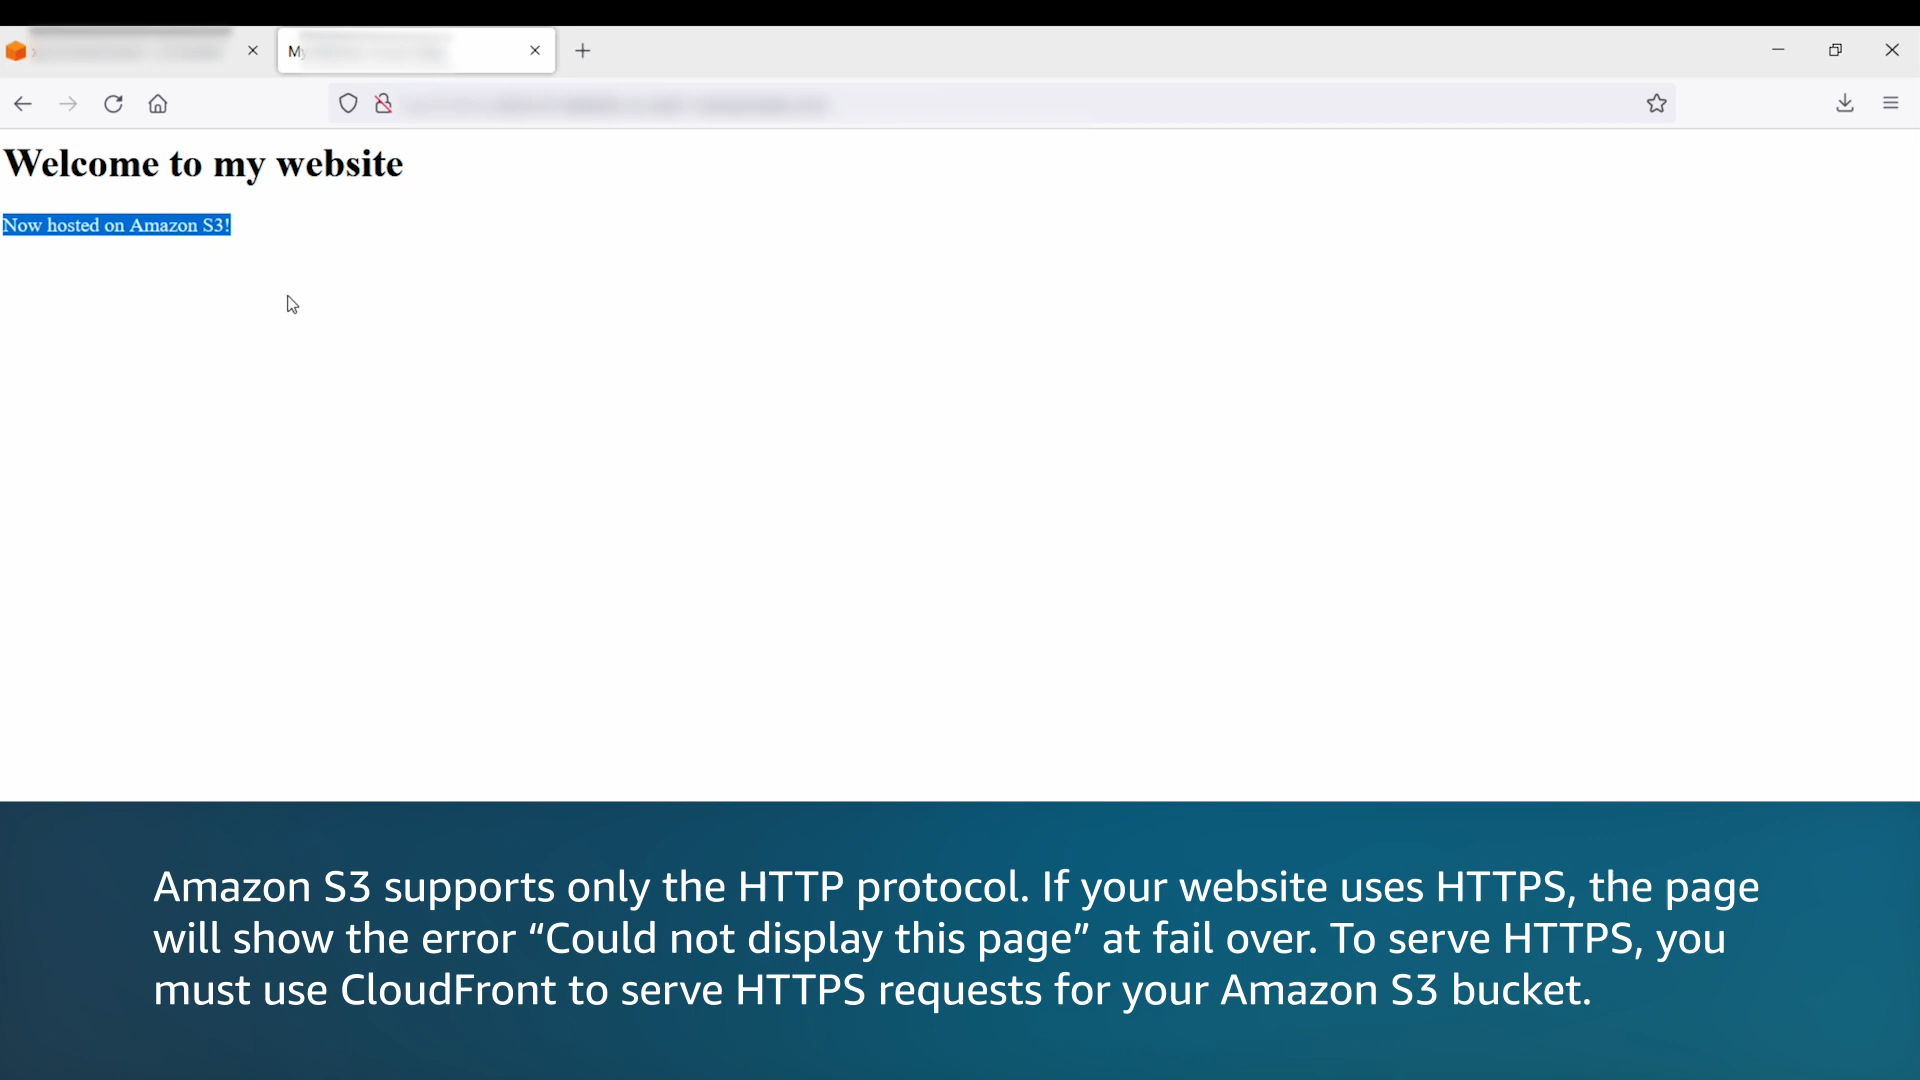 My
Welcome to my website
Now hosted on Amazon S3!
Amazon S3 supports only the HTTP protocol. If your website uses HTTPS, the page
will show the error “Could not display this page” at fail over. To serve HTTPS, you
must use CloudFront to serve HTTPS requests for your Amazon S3 bucket.